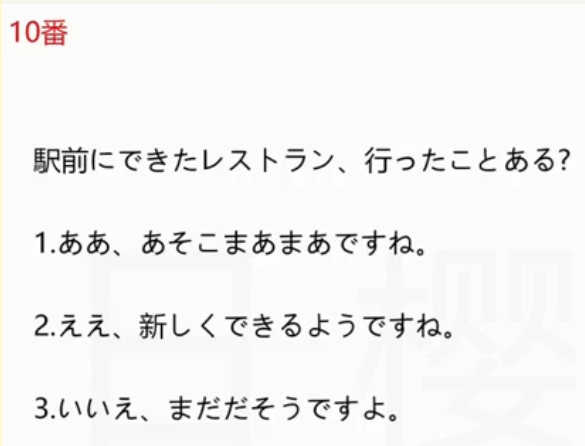 10番
駅前にできたレストラン、行ったことある?
1.ああ、あそこまあまあですね。
2.ええ、新しくできるようですね。
3.いいえ、まだだそうですよ。
日樱